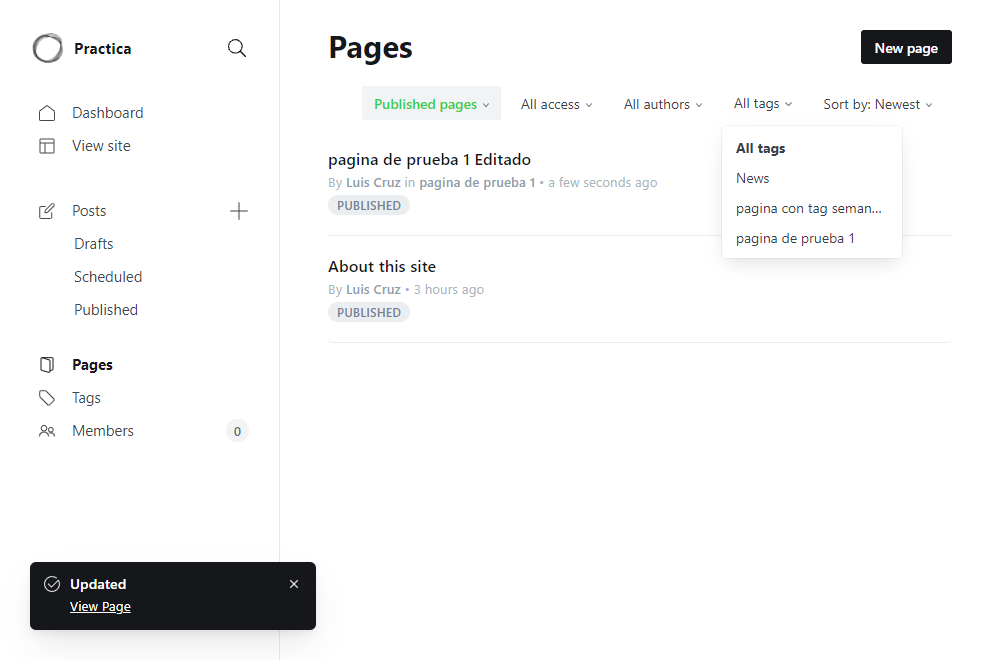 Practica
Dashboard
View site
Posts
Drafts
Scheduled
Published
Pages
Tags
Members
0
Pages
New page
Published pages
All access
All authors
All tags
Sort by: Newest
All tags
News
pagina con tag seman...
pagina de prueba 1
pagina de prueba 1 Editado
By Luis Cruz in pagina de prueba 1 • a few seconds ago
PUBLISHED
About this site
By Luis Cruz • 3 hours ago
PUBLISHED
Updated
View Page